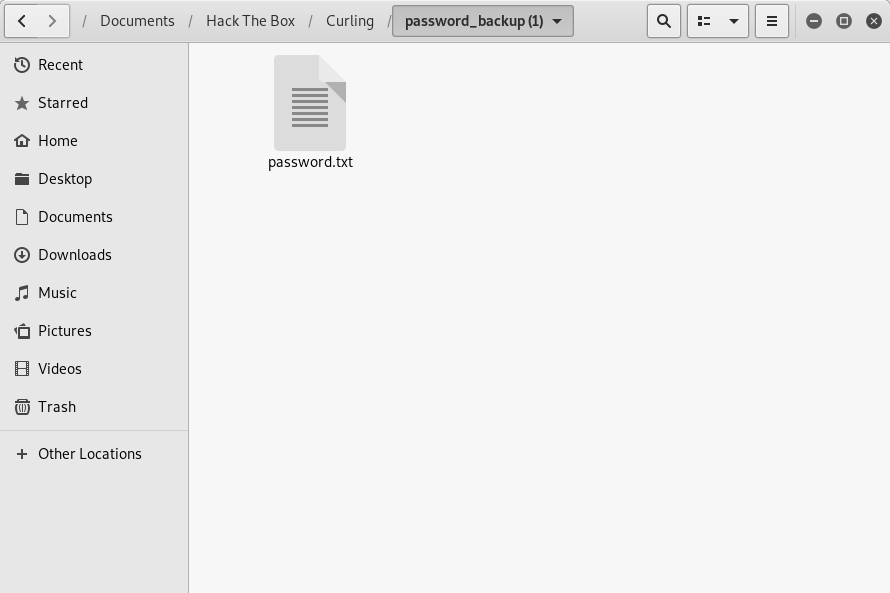 / Documents / Hack The Box / Curling / password_backup (1)
Recent
Starred
Home
Desktop
Documents
Downloads
Music
Pictures
Videos
Trash
+ Other Locations
password.txt